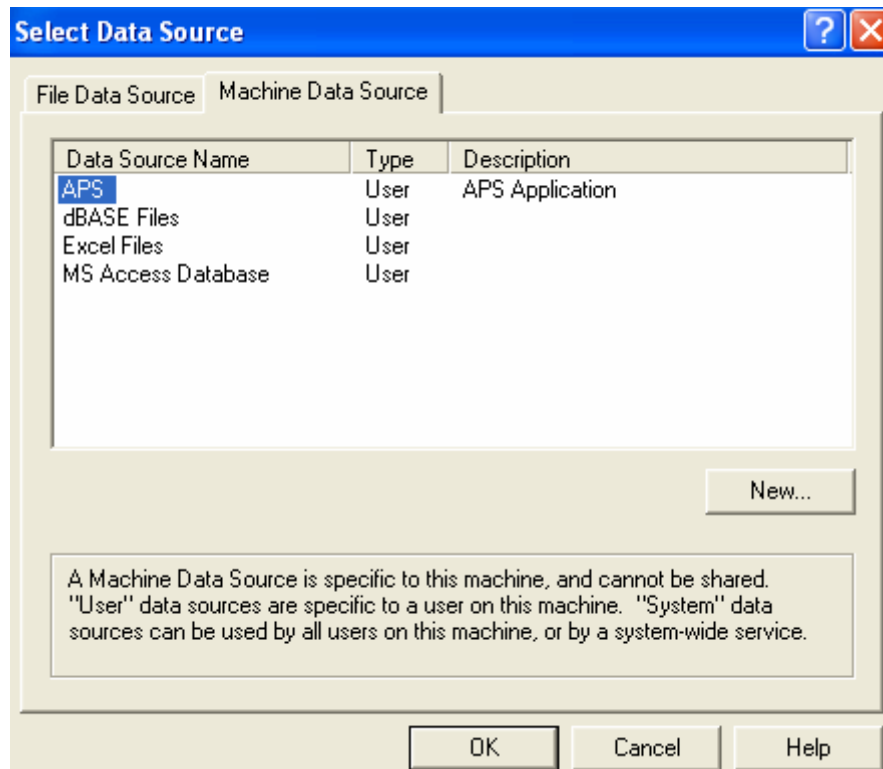 Select Data Source
File Data Source Machine Data Source
Data Source Name Type Description
APS User APS Application
dBASE Files User
Excel Files User
MS Access Database User
New...
A Machine Data Source is specific to this machine, and cannot be shared.
"User" data sources are specific to a user on this machine. "System" data
sources can be used by all users on this machine, or by a system-wide service.
OK Cancel Help